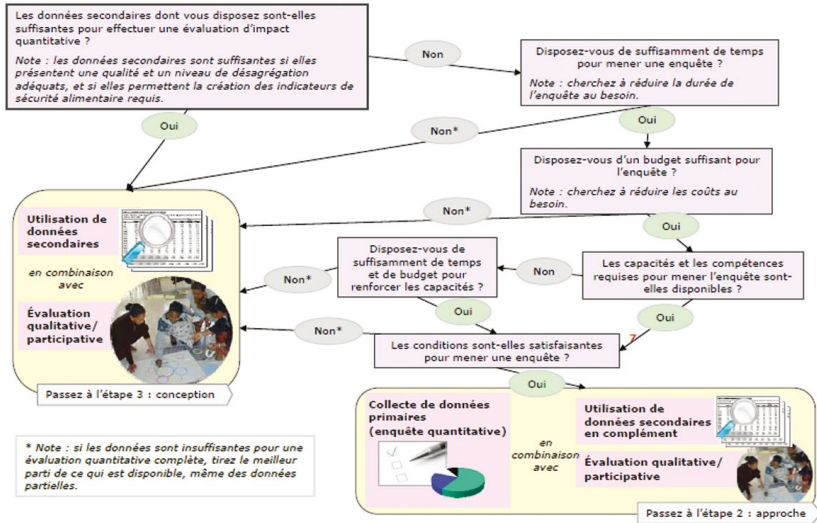 Les données secondaires dont vous disposez sont-elles
suffisantes pour effectuer une évaluation d'impact
quantitative ?
Note : les données secondaires sont suffisantes si elles
présentent une qualité et un niveau de désagrégation
adéquats, et si elles permettent la création des indicateurs de
sécurité alimentaire requis.
Non
Disposez-vous de suffisamment de temps
pour mener une enquête ?
Note : cherchez à réduire la durée de
l'enquête au besoin.
Oui
Non*
Oui
Disposez-vous d'un budget suffisant pour
l'enquête ?
Note : cherchez à réduire les coûts au
besoin.
Non*
Oui
Utilisation de
données
secondaires
en combinaison
avec
Évaluation
qualitative/
participative
Passez à l'étape 3 : conception
Disposez-vous de
suffisamment de temps
et de budget pour
renforcer les capacités ?
Non*
Non
Les capacités et les compétences
requises pour mener l'enquête sont-
elles disponibles ?
Oui
Oui
7
Non*
Les conditions sont-elles satisfaisantes
pour mener une enquête ?
Oui
Collecte de données
primaires
(enquête quantitative)
en
combinaison
avec
Utilisation de
données secondaires
en complément
Évaluation qualitative/
participative
Passez à l'étape 2 : approche
* Note : si les données sont insuffisantes pour une
évaluation quantitative complète, tirez le meilleur
parti de ce qui est disponible, même des données
partielles.